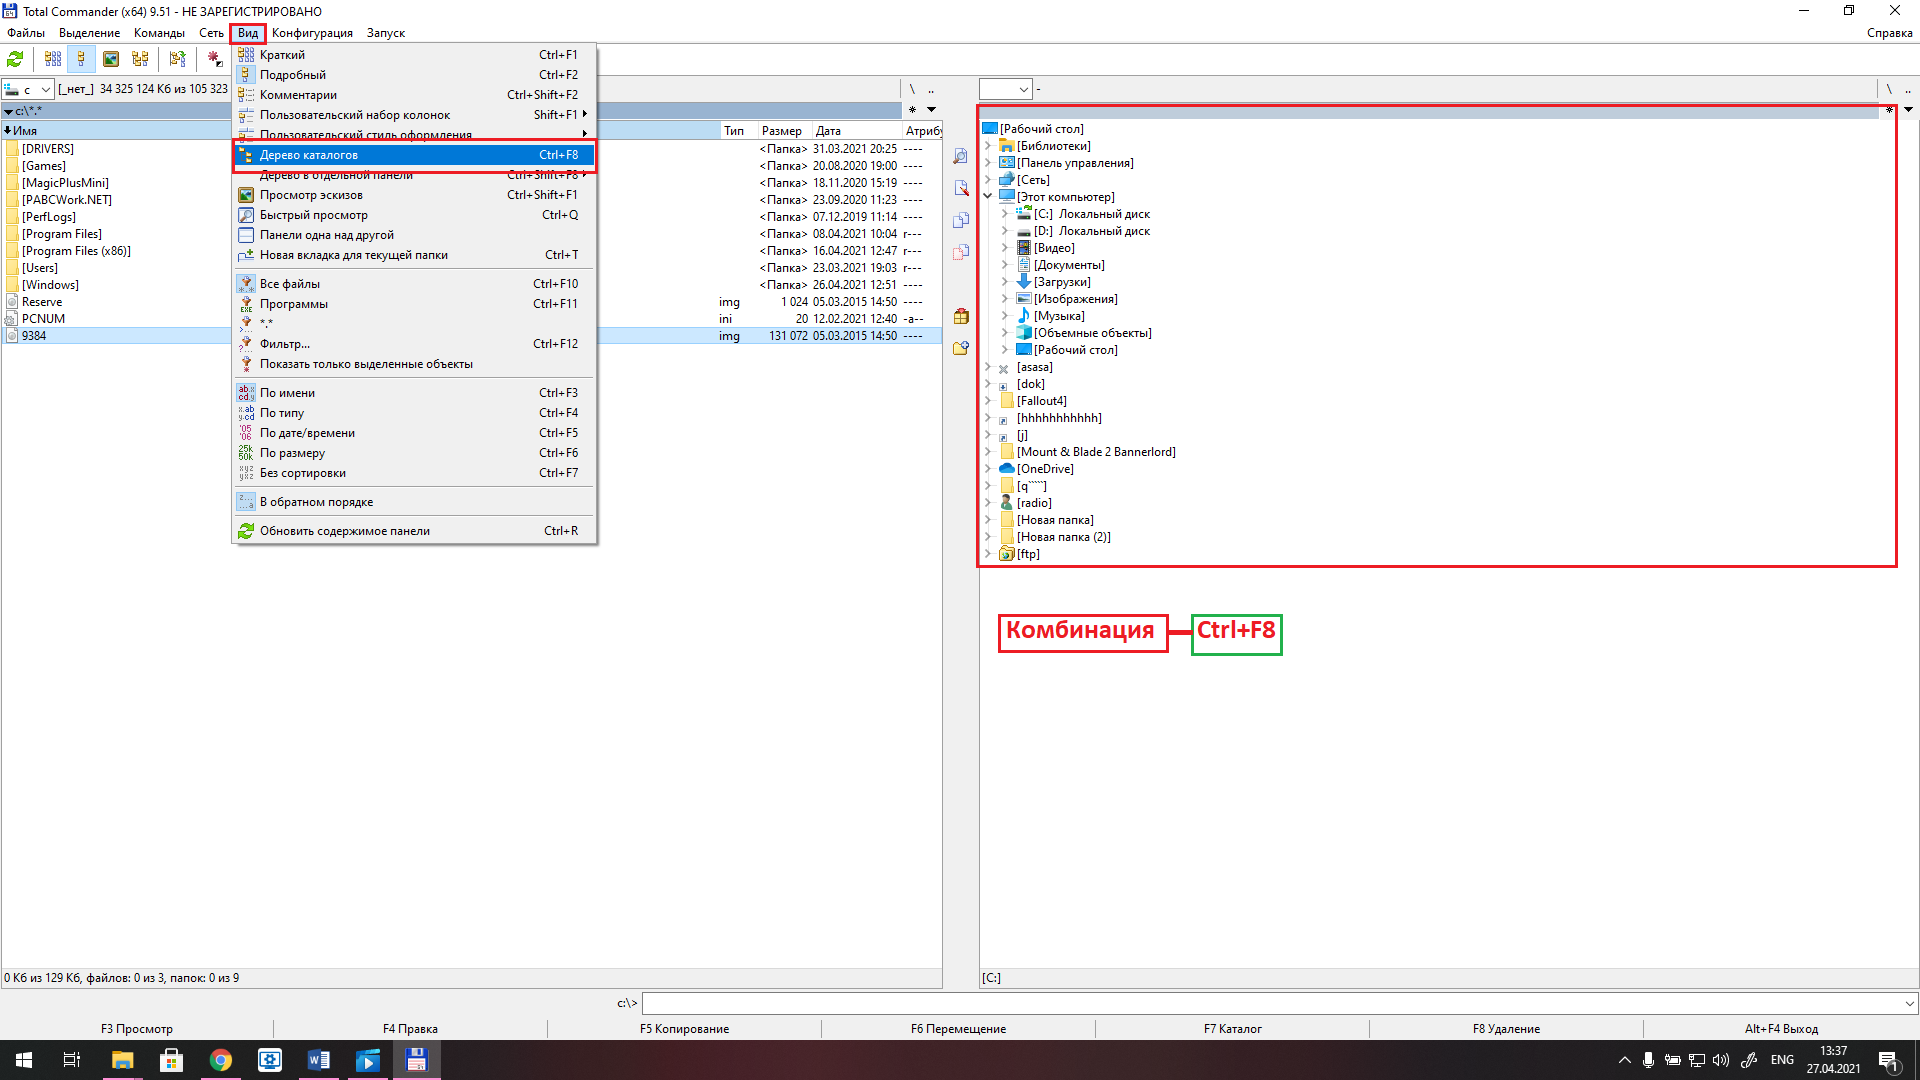 Total Commander (x64) 9.51 - НЕ ЗАРЕГИСТРИРОВАНО
Файлы Выделение Команды Сеть Вид Конфигурация Запуск Справка
c [_нет_] 34 325 124 Кб из 105 323
\ ..
-
\ ..
c:\*.*
* 
*
Имя Тип Размер Дата Атрибу
[DRIVERS] <Папка> 31.03.2021 20:25 ----
[Games] <Папка> 20.08.2020 19:00 ----
[MagicPlusMini] <Папка> 18.11.2020 15:19 ----
[PABCWork.NET] <Папка> 23.09.2020 11:23 ----
[PerfLogs] <Папка> 07.12.2019 11:14 ----
[Program Files] <Папка> 08.04.2021 10:04 r---
[Program Files (x86)] <Папка> 16.04.2021 12:47 r---
[Users] <Папка> 23.03.2021 19:03 r---
[Windows] <Папка> 26.04.2021 12:51 ----
Reserve img 1 024 05.03.2015 14:50 ----
PCNUM ini 20 12.02.2021 12:40 -a--
9384 img 131 072 05.03.2015 14:50 ----
Краткий Ctrl+F1
Подробный Ctrl+F2
Комментарии Ctrl+Shift+F2
Пользовательский набор колонок Shift+F1
Пользовательский стиль оформления
Дерево каталогов Ctrl+F8
Дерево в отдельной панели Ctrl+Shift+F8
Просмотр эскизов Ctrl+Shift+F1
Быстрый просмотр Ctrl+Q
Панели одна над другой
Новая вкладка для текущей папки Ctrl+T
Все файлы Ctrl+F10
Программы Ctrl+F11
*.*
Фильтр... Ctrl+F12
Показать только выделенные объекты
По имени Ctrl+F3
По типу Ctrl+F4
По дате/времени Ctrl+F5
По размеру Ctrl+F6
Без сортировки Ctrl+F7
В обратном порядке
Обновить содержимое панели Ctrl+R
[Рабочий стол]
[Библиотеки]
[Панель управления]
[Сеть]
[Этот компьютер]
[C:] Локальный диск
[D:] Локальный диск
[Видео]
[Документы]
[Загрузки]
[Изображения]
[Музыка]
[Объемные объекты]
[Рабочий стол]
[asasa]
[dok]
[Fallout4]
[hhhhhhhhhhh]
[j]
[Mount & Blade 2 Bannerlord]
[OneDrive]
[q`````]
[radio]
[Новая папка]
[Новая папка (2)]
[ftp]
Комбинация Ctrl+F8
0 Кб из 129 Кб, файлов: 0 из 3, папок: 0 из 9
[C:]
c:\>
F3 Просмотр F4 Правка F5 Копирование F6 Перемещение F7 Каталог F8 Удаление Alt+F4 Выход
ENG
13:37
27.04.2021
1